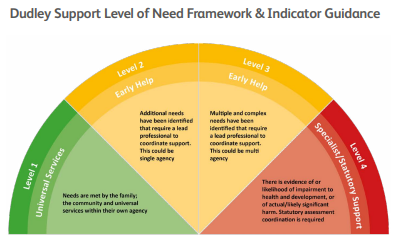 Dudley Support Level of Need Framework & Indicator Guidance
Level 1
Universal Services
Needs are met by the family;
the community and universal
services within their own agency
Level 2
Early Help
Additional needs
have been identified
that require a lead
professional to
coordinate support.
This could be
single agency
Level 3
Early Help
Multiple and complex
needs have been
identified that require
a lead professional to
coordinate support.
This could be multi
agency
Level 4
Specialist/Statutory Support
There is evidence of or
likelihood of impairment to
health and development, or
of actual/likely significant
harm. Statutory assessment
coordination is required